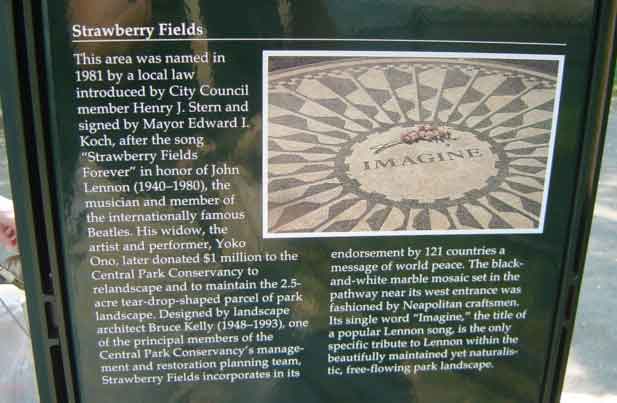 Strawberry Fields
This area was named in
1981 by a local law
introduced by City Council
member Henry J. Stern and
signed by Mayor Edward I.
Koch, after the song
“Strawberry Fields
Forever” in honor of John
Lennon (1940–1980), the
musician and member of
the internationally famous
Beatles. His widow, the
artist and performer, Yoko
Ono, later donated $1 million to the
Central Park Conservancy to
relandscape and to maintain the 2.5-
acre tear-drop-shaped parcel of park
landscape. Designed by landscape
architect Bruce Kelly (1948–1993), one
of the principal members of the
Central Park Conservancy’s manage-
ment and restoration planning team,
Strawberry Fields incorporates in its
IMAGINE
endorsement by 121 countries a
message of world peace. The black-
and-white marble mosaic set in the
pathway near its west entrance was
fashioned by Neapolitan craftsmen.
Its single word “Imagine,” the title of
a popular Lennon song, is the only
specific tribute to Lennon within the
beautifully maintained yet naturalis-
tic, free-flowing park landscape.